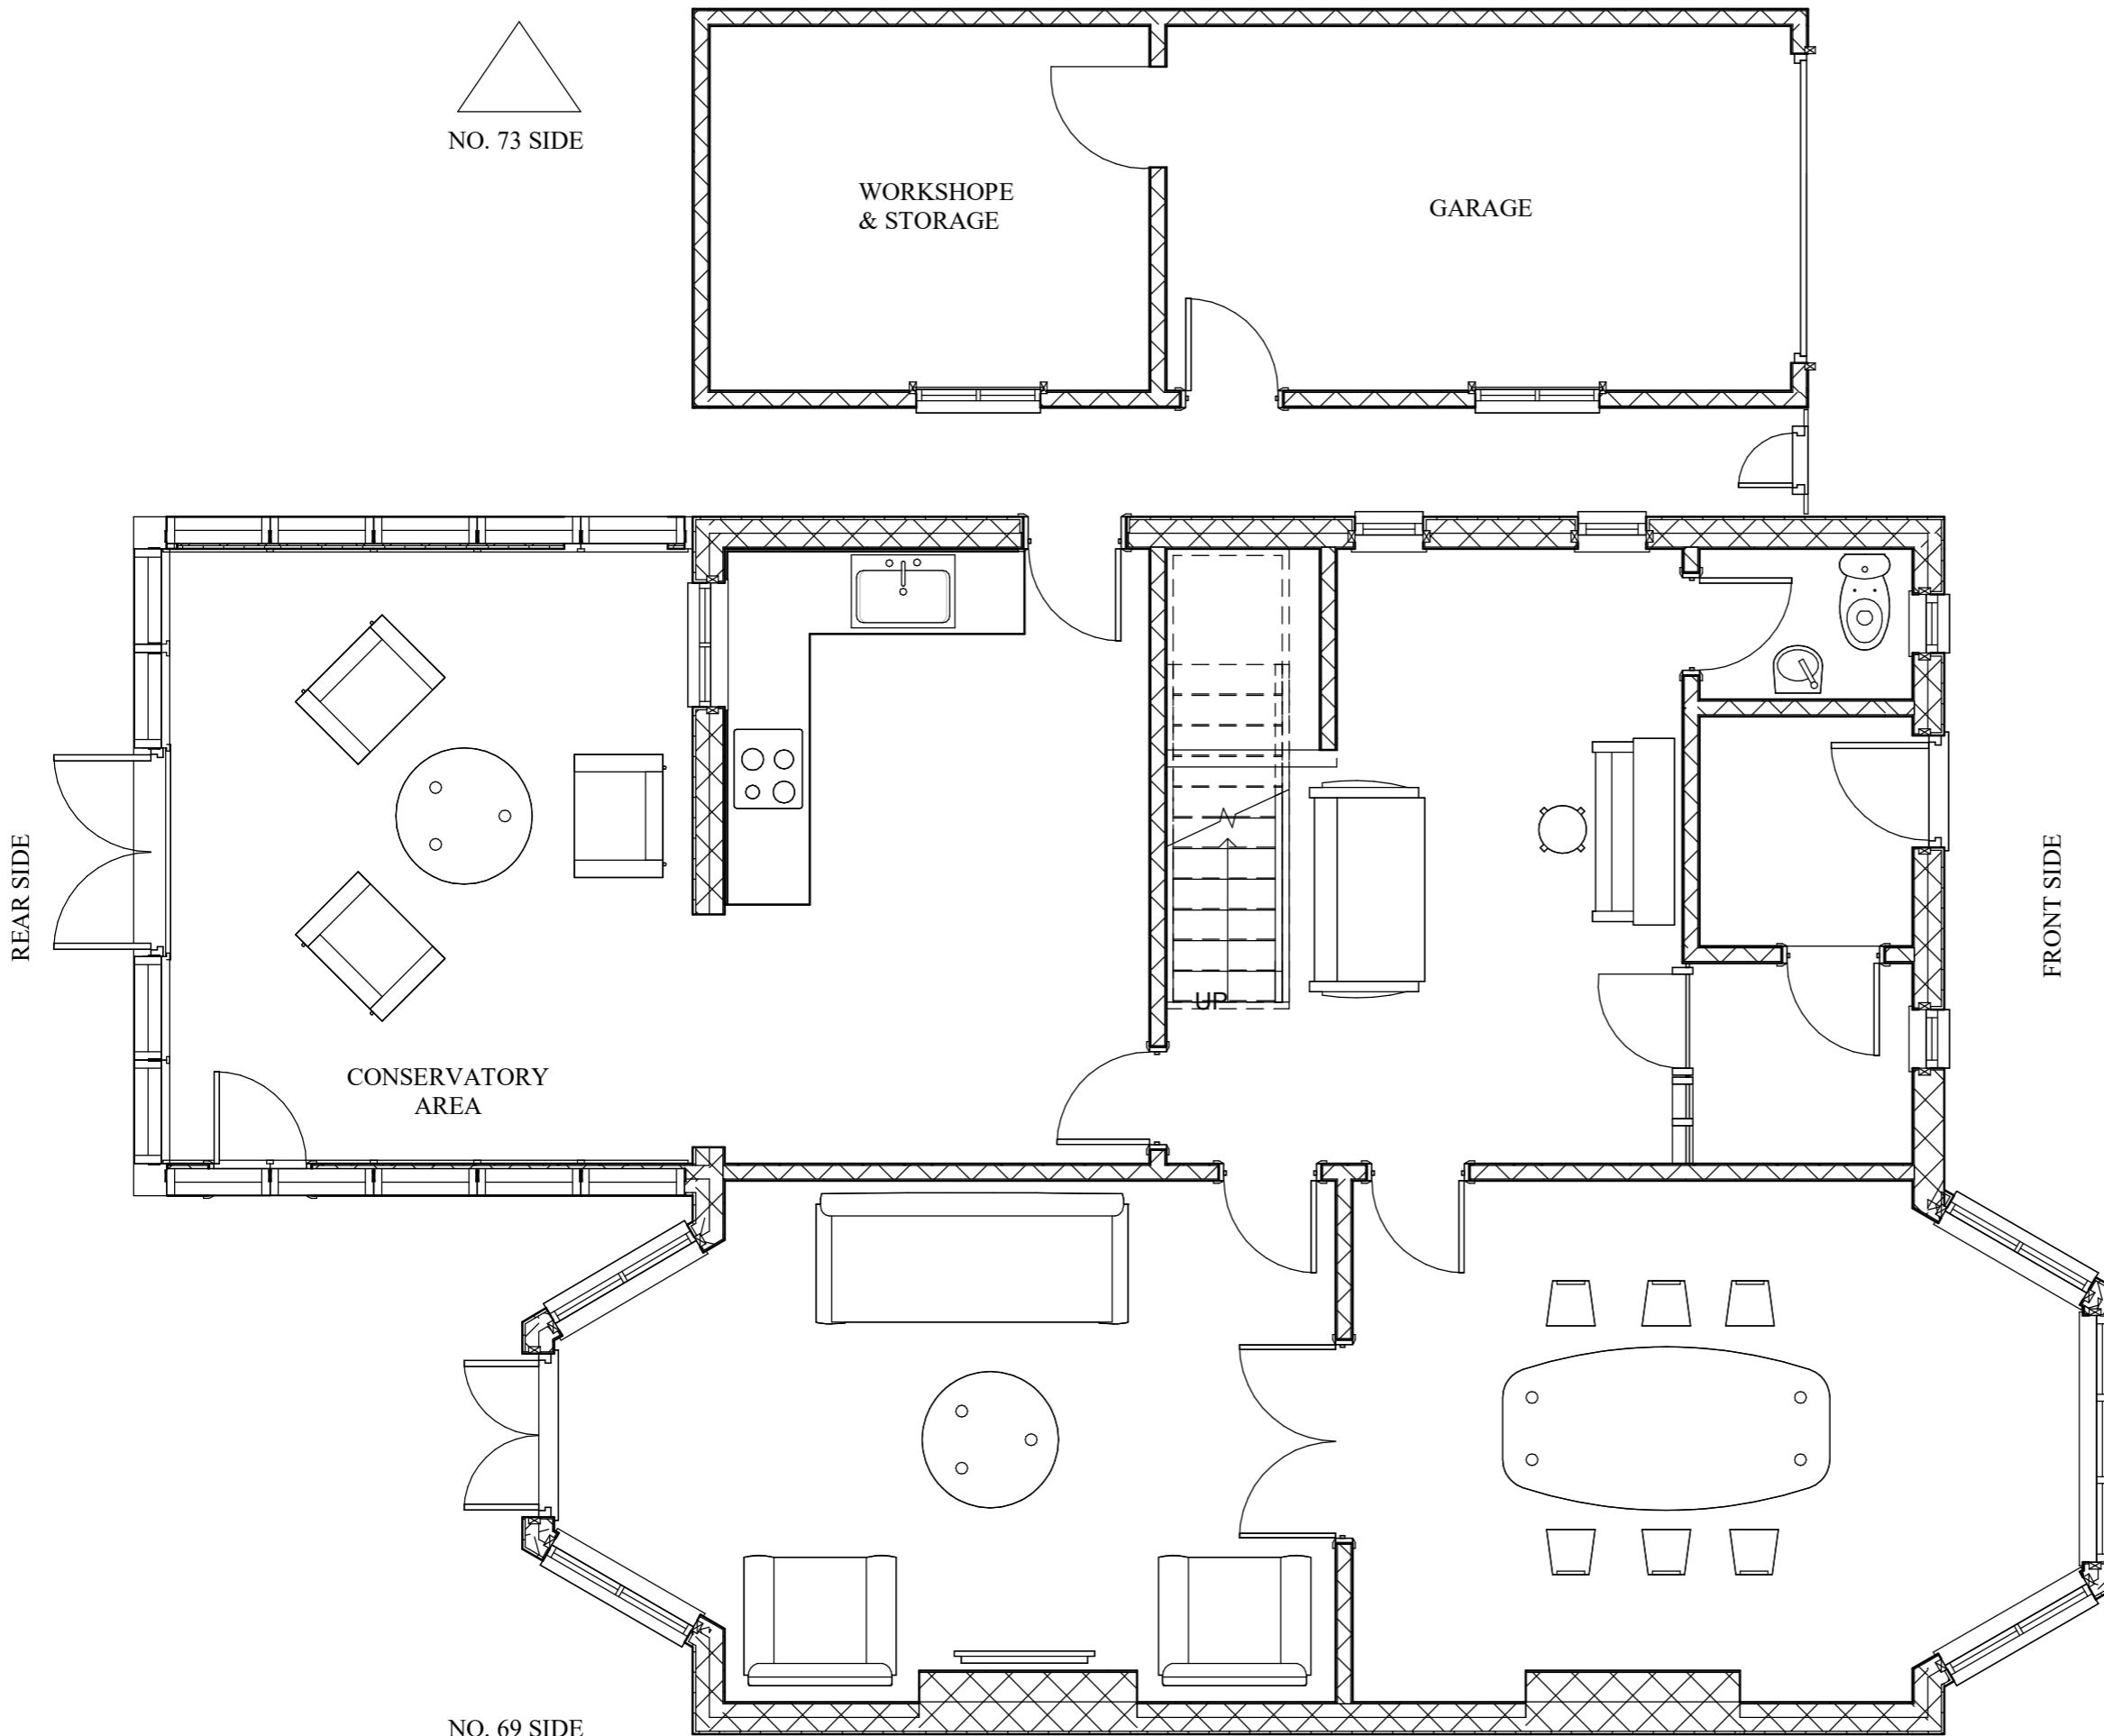 NO. 73 SIDE
WORKSHOPE
& STORAGE
GARAGE
REAR SIDE
FRONT SIDE
UP
CONSERVATORY
AREA
NO. 69 SIDE